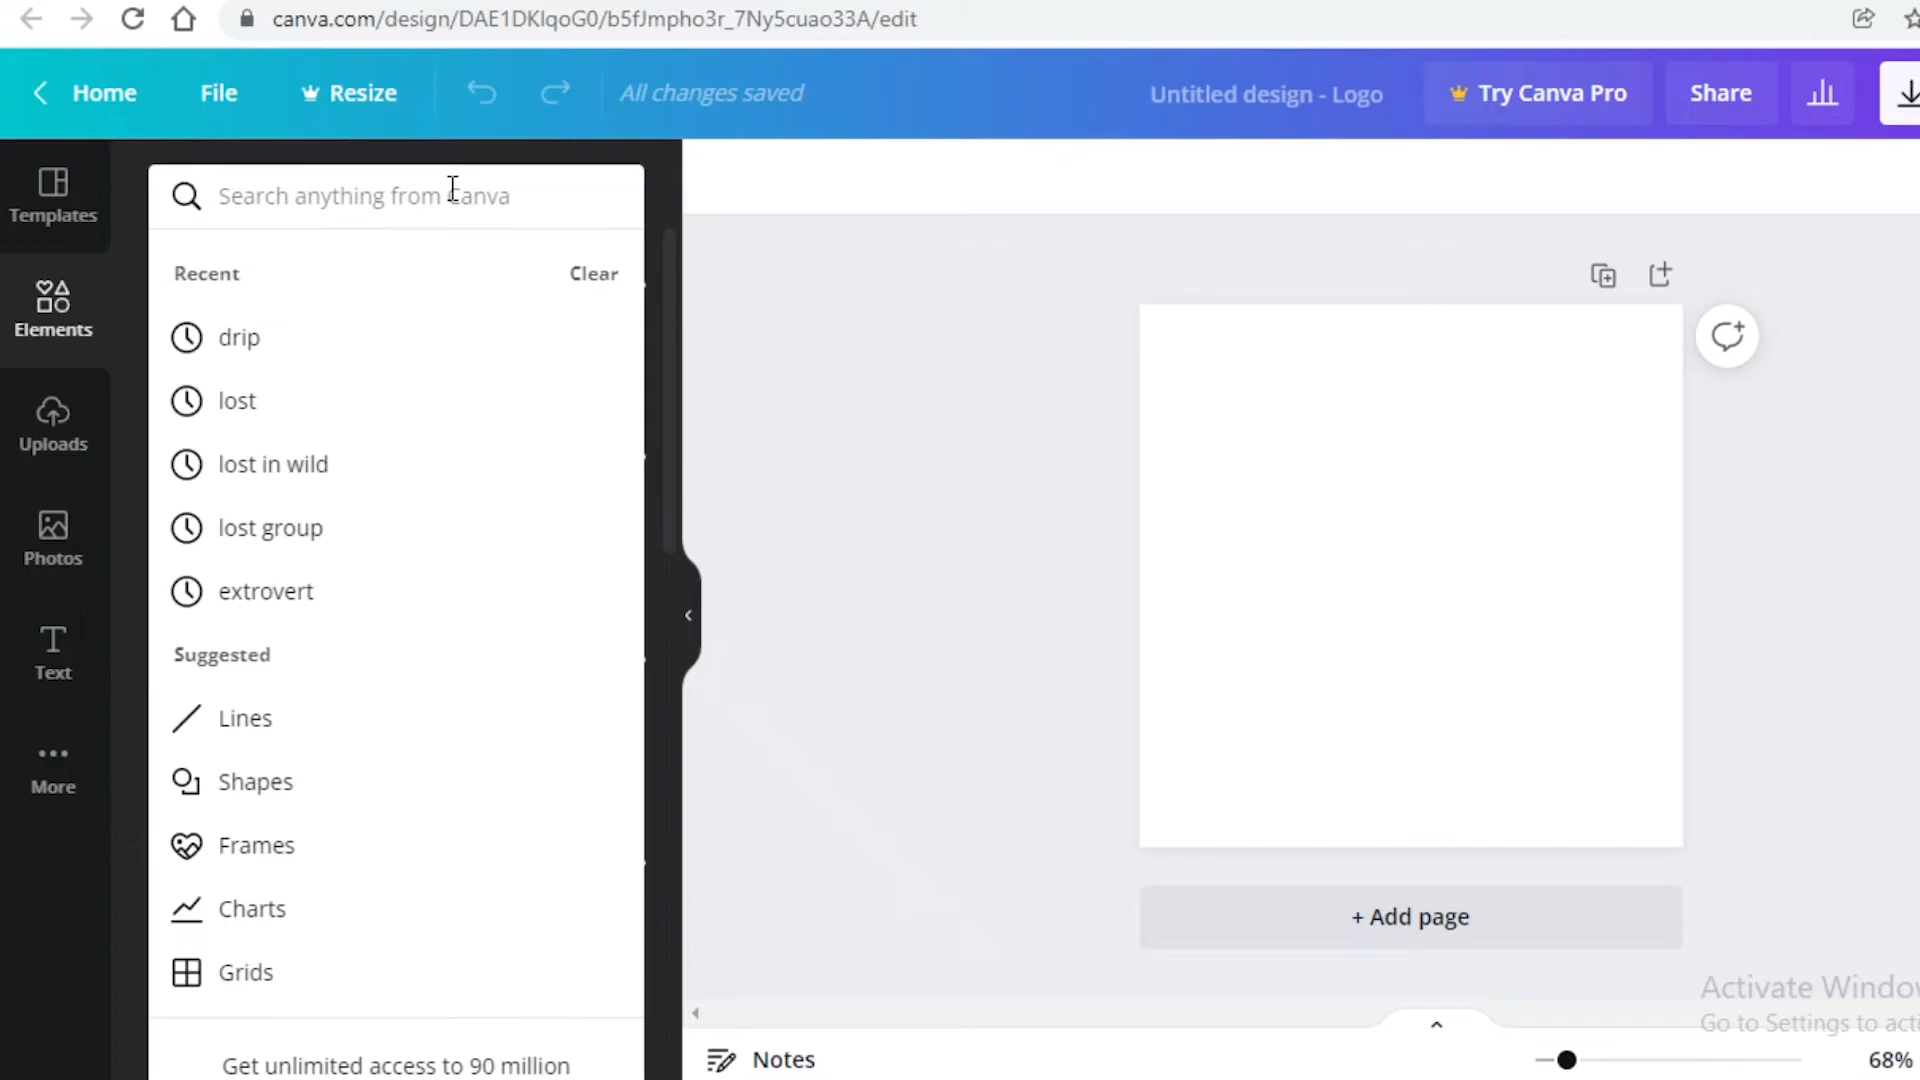 canva.com/design/DAE1DKlqoG0/b5fJmpho3r_7Ny5cuao33A/edit
Home File Resize All changes saved Untitled design - Logo Try Canva Pro Share
Templates
Elements
Uploads
Photos
Text
More
Search anything from Canva
Recent Clear
drip
lost
lost in wild
lost group
extrovert
Suggested
Lines
Shapes
Frames
Charts
Grids
Get unlimited access to 90 million
+ Add page
Activate Window
Go to Settings to acti
Notes 68%